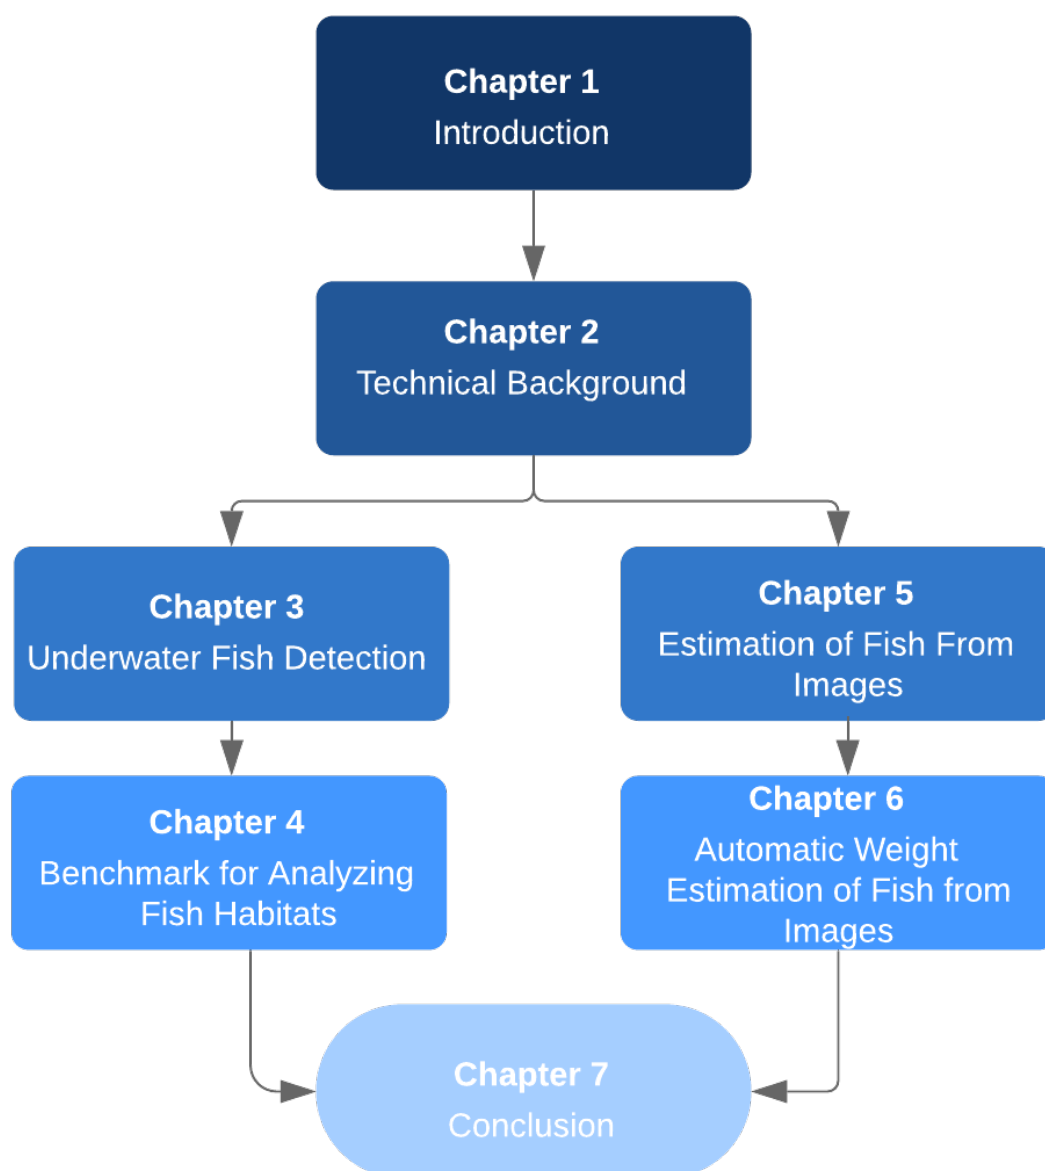 Chapter 1
Introduction
Chapter 2
Technical Background
Chapter 3
Underwater Fish Detection
Chapter 5
Estimation of Fish From
Images
Chapter 4
Benchmark for Analyzing
Fish Habitats
Chapter 6
Automatic Weight
Estimation of Fish from
Images
Chapter 7
Conclusion